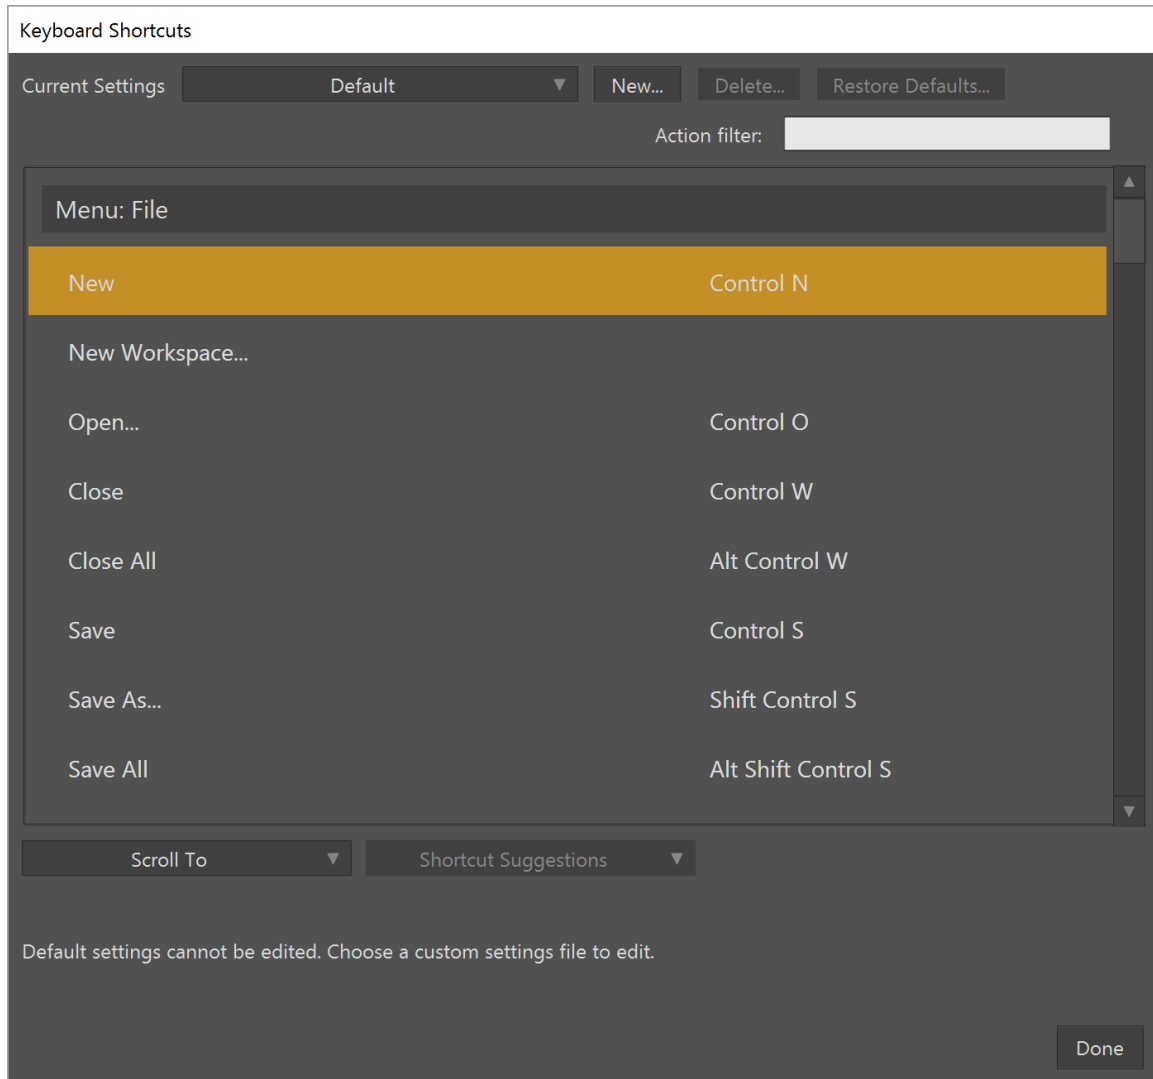 Keyboard Shortcuts
Current Settings Default New... Delete... Restore Defaults...
Action filter:
Menu: File
New Control N
New Workspace...
Open... Control O
Close Control W
Close All Alt Control W
Save Control S
Save As... Shift Control S
Save All Alt Shift Control S
Scroll To Shortcut Suggestions
Default settings cannot be edited. Choose a custom settings file to edit.
Done